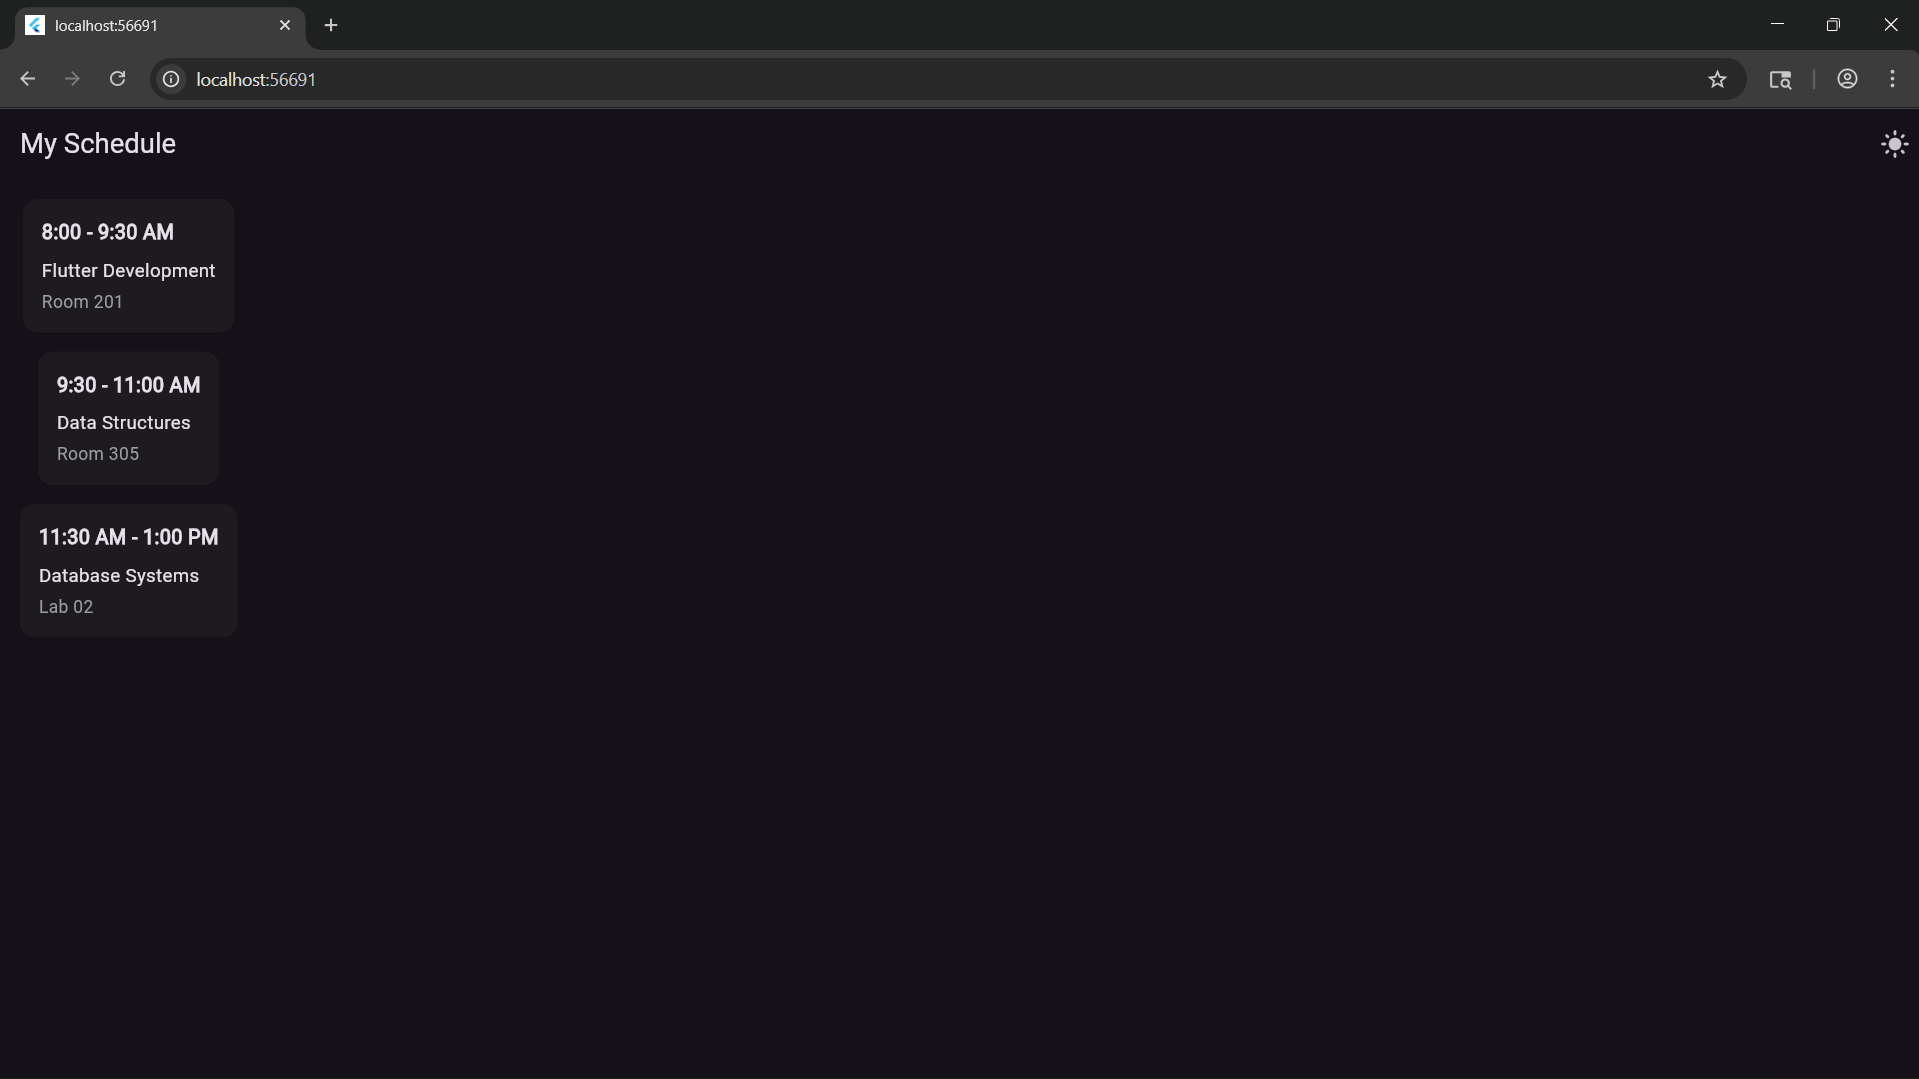 localhost:56691
localhost:56691
My Schedule
8:00 - 9:30 AM
Flutter Development
Room 201
9:30 - 11:00 AM
Data Structures
Room 305
11:30 AM - 1:00 PM
Database Systems
Lab 02